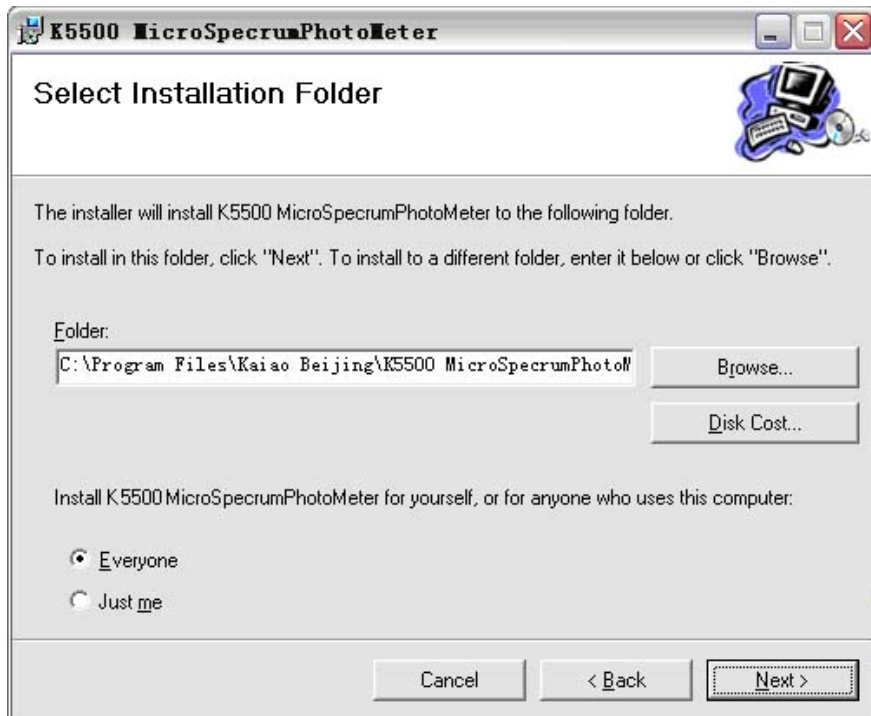 K5500 MicroSpecrumPhotoMeter
Select Installation Folder
The installer will install K5500 MicroSpecrumPhotoMeter to the following folder.
To install in this folder, click "Next". To install to a different folder, enter it below or click "Browse".
Folder:
C:\Program Files\Kaiao Beijing\K5500 MicroSpecrumPhotoM
Browse...
Disk Cost...
Install K5500 MicroSpecrumPhotoMeter for yourself, or for anyone who uses this computer:
Everyone
Just me
Cancel
< Back
Next >